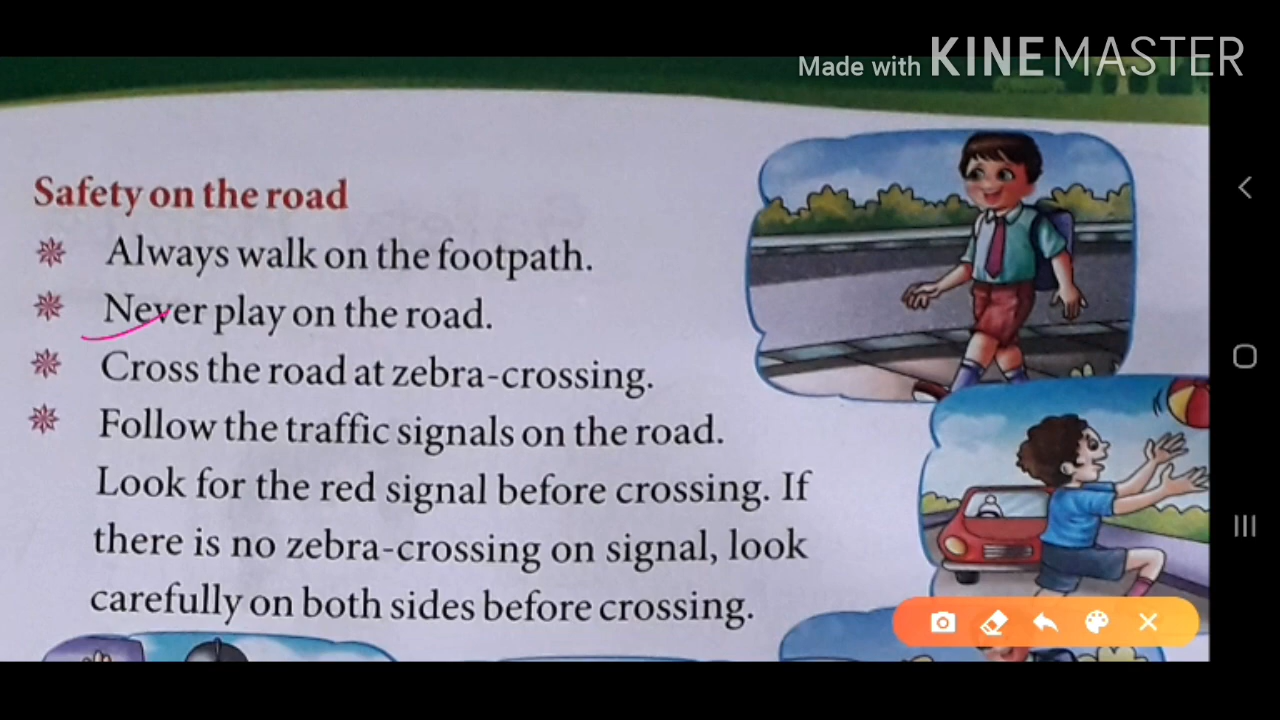 Made with KINEMASTER
Safety on the road
Always walk on the footpath.
Never play on the road.
Cross the road at zebra-crossing.
Follow the traffic signals on the road.
Look for the red signal before crossing. If
there is no zebra-crossing on signal, look
carefully on both sides before crossing.